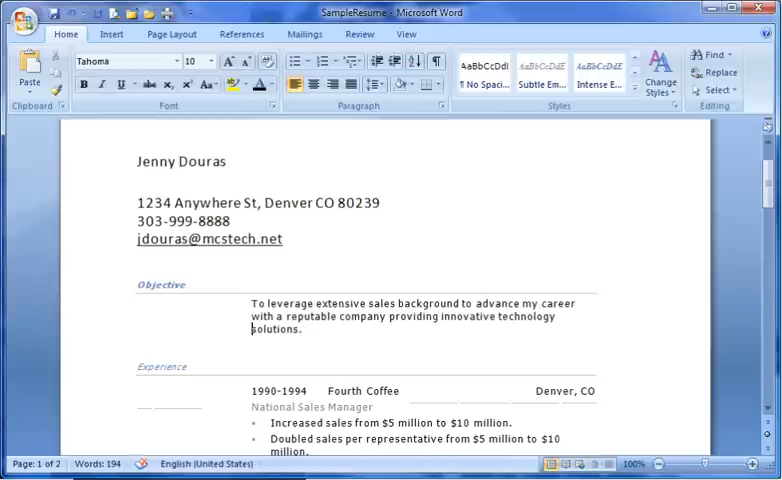 SampleResume - Microsoft Word
Home Insert Page Layout References Mailings Review View
Paste
Tahoma 10
B I U abe x₂ x² Aa
AaBbCcDdI AaBbCcDdE AaBbCcDdE
¶ No Spaci... Subtle Em... Intense E...
Change Styles
Find
Replace
Select
Clipboard Font Paragraph Styles Editing
Jenny Douras
1234 Anywhere St, Denver CO 80239
303-999-8888
jdouras@mcstech.net
Objective
To leverage extensive sales background to advance my career
with a reputable company providing innovative technology
solutions.
Experience
1990-1994 Fourth Coffee Denver, CO
National Sales Manager
▪ Increased sales from $5 million to $10 million.
▪ Doubled sales per representative from $5 million to $10
million.
Page: 1 of 2 Words: 194 English (United States) 100%